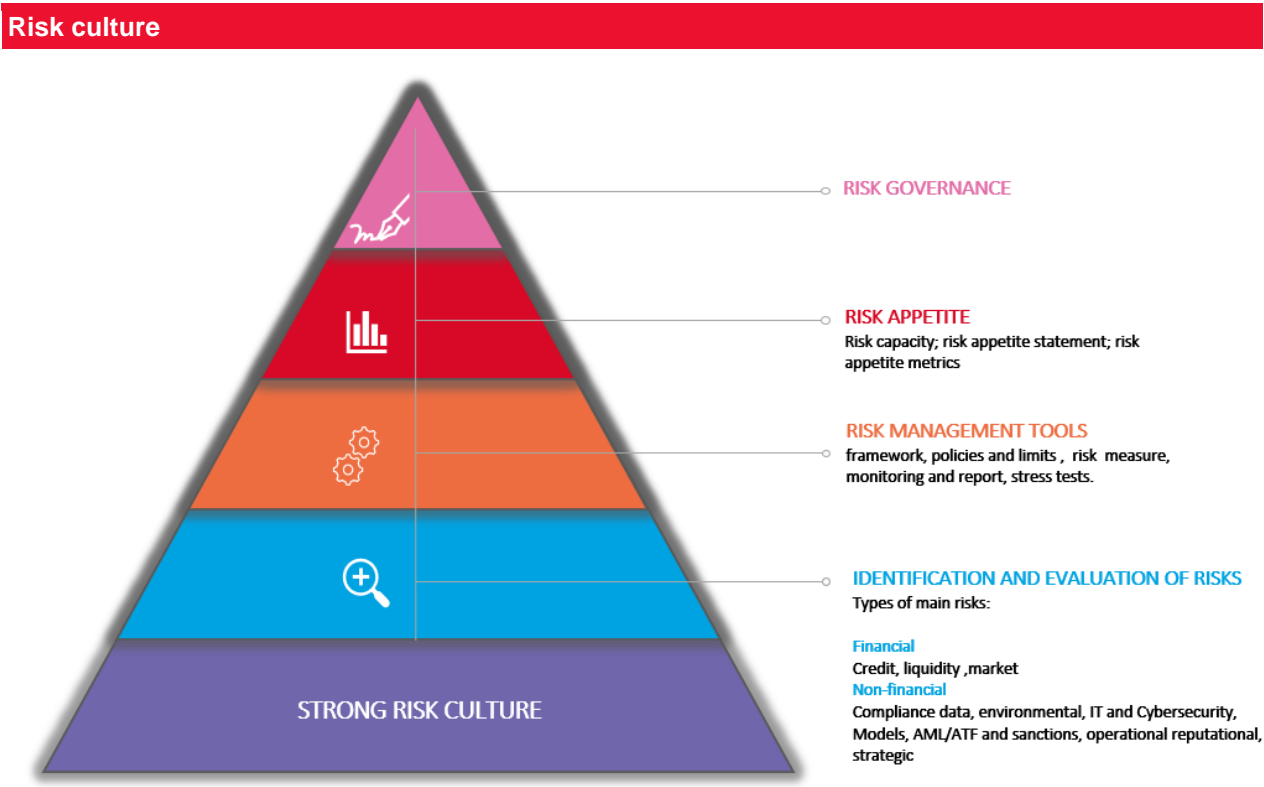 Risk culture
RISK GOVERNANCE
RISK APPETITE
Risk capacity; risk appetite statement; risk
appetite metrics
RISK MANAGEMENT TOOLS
framework, policies and limits , risk measure,
monitoring and report, stress tests.
IDENTIFICATION AND EVALUATION OF RISKS
Types of main risks:
Financial
Credit, liquidity ,market
Non-financial
Compliance data, environmental, IT and Cybersecurity,
Models, AML/ATF and sanctions, operational reputational,
strategic
STRONG RISK CULTURE